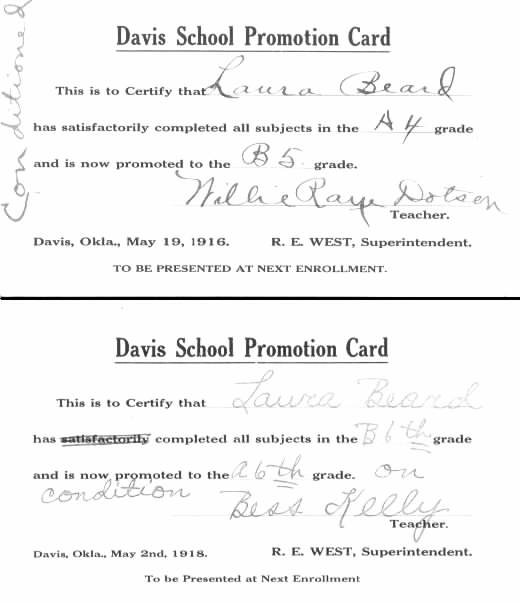 Conditioned
Davis School Promotion Card
This is to Certify that Laura Beard
has satisfactorily completed all subjects in the A4 grade
and is now promoted to the B5 grade.
Willie Raye Dotson
Teacher.
Davis, Okla., May 19, 1916. R. E. WEST, Superintendent.
TO BE PRESENTED AT NEXT ENROLLMENT.
Davis School Promotion Card
This is to Certify that Laura Beard
has satisfactorily completed all subjects in the B6th grade
and is now promoted to the a6th grade. on
condition
Bess Kelly
Teacher.
Davis, Okla., May 2nd, 1918. R. E. WEST, Superintendent.
To be Presented at Next Enrollment